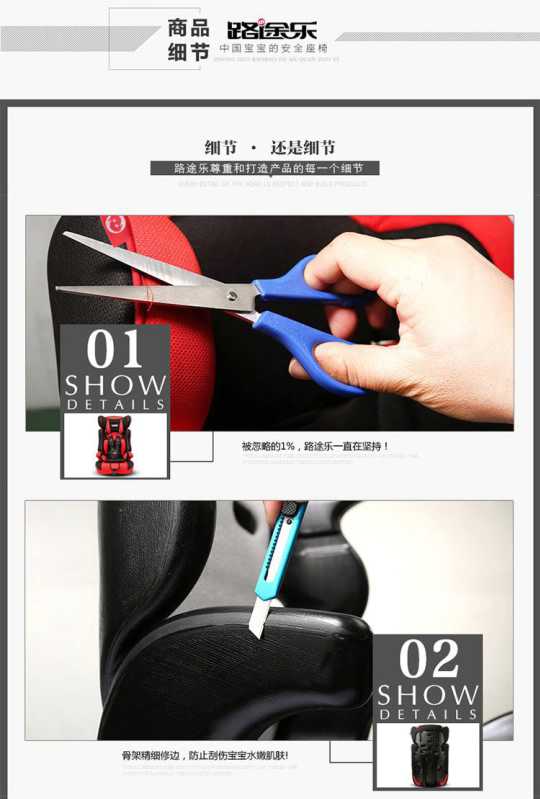 商品
细节
路途乐
中国宝宝的安全座椅
细节 · 还是细节
路途乐尊重和打造产品的每一个细节
01
SHOW
DETAILS
被忽略的1%，路途乐一直在坚持！
02
SHOW
DETAILS
骨架精细修边，防止刮伤宝宝水嫩肌肤!